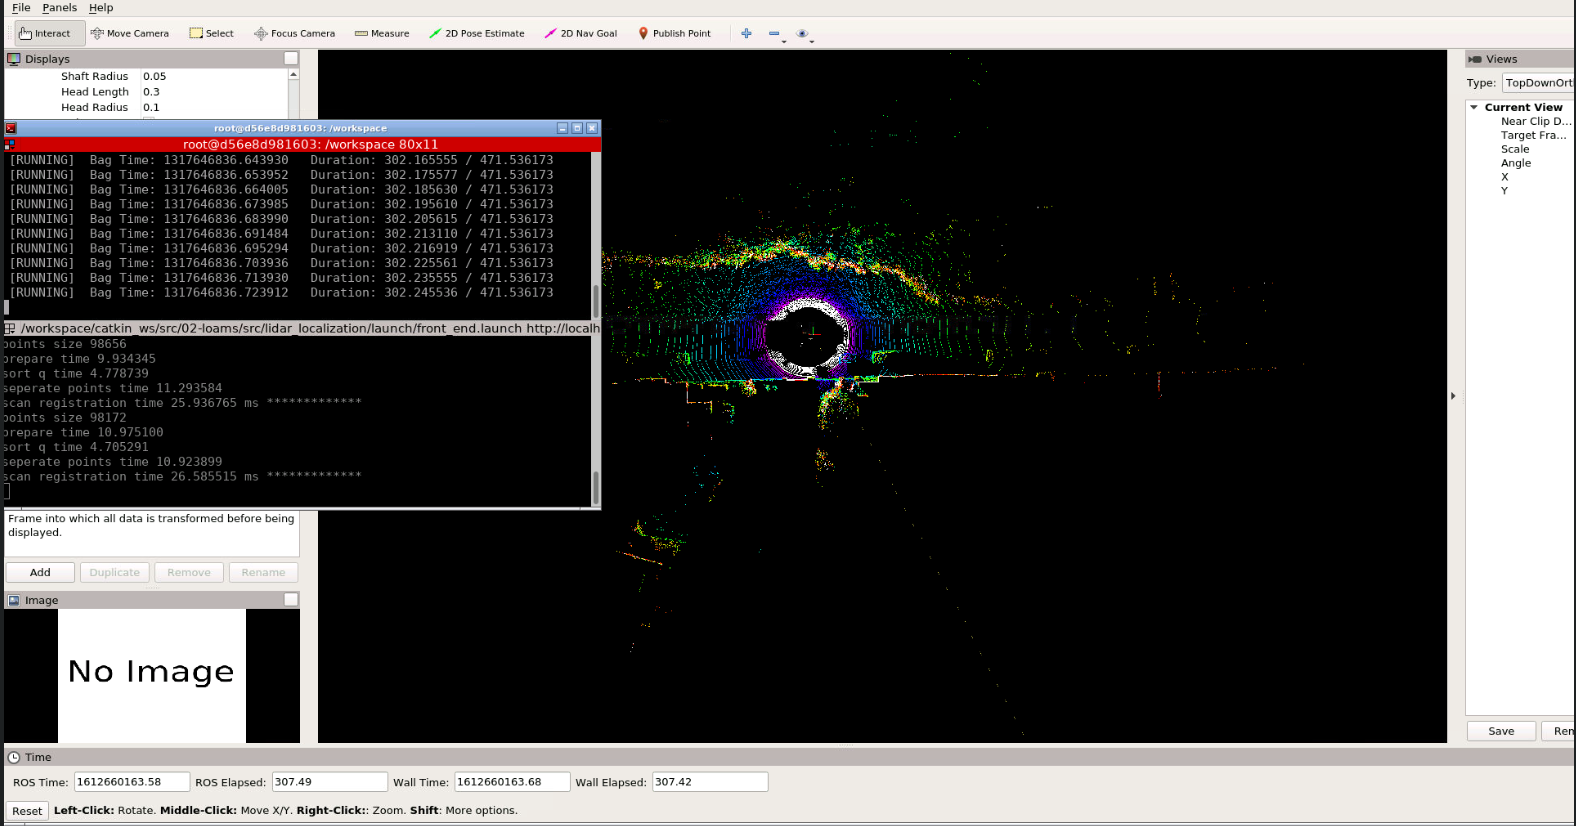 File Panels Help
Interact Move Camera Select Focus Camera Measure 2D Pose Estimate 2D Nav Goal Publish Point
Displays
Shaft Radius 0.05
Head Length 0.3
Head Radius 0.1
root@d56e8d981603: /workspace
root@d56e8d981603: /workspace 80x11
[RUNNING] Bag Time: 1317646836.643930 Duration: 302.165555 / 471.536173
[RUNNING] Bag Time: 1317646836.653952 Duration: 302.175577 / 471.536173
[RUNNING] Bag Time: 1317646836.664005 Duration: 302.185630 / 471.536173
[RUNNING] Bag Time: 1317646836.673985 Duration: 302.195610 / 471.536173
[RUNNING] Bag Time: 1317646836.683990 Duration: 302.205615 / 471.536173
[RUNNING] Bag Time: 1317646836.691484 Duration: 302.213110 / 471.536173
[RUNNING] Bag Time: 1317646836.695294 Duration: 302.216919 / 471.536173
[RUNNING] Bag Time: 1317646836.703936 Duration: 302.225561 / 471.536173
[RUNNING] Bag Time: 1317646836.713930 Duration: 302.235555 / 471.536173
[RUNNING] Bag Time: 1317646836.723912 Duration: 302.245536 / 471.536173
/workspace/catkin_ws/src/02-loams/src/lidar_localization/launch/front_end.launch http://localh
points size 98656
prepare time 9.934345
sort q time 4.778739
seperate points time 11.293584
scan registration time 25.936765 ms *************
points size 98172
prepare time 10.975100
sort q time 4.705291
seperate points time 10.923899
scan registration time 26.585515 ms *************
Frame into which all data is transformed before being
displayed.
Add Duplicate Remove Rename
Image
No Image
Views
Type: TopDownOrt
Current View
Near Clip D...
Target Fra...
Scale
Angle
X
Y
Save Ren
Time
ROS Time: 1612660163.58 ROS Elapsed: 307.49 Wall Time: 1612660163.68 Wall Elapsed: 307.42
Reset Left-Click: Rotate. Middle-Click: Move X/Y. Right-Click:: Zoom. Shift: More options.